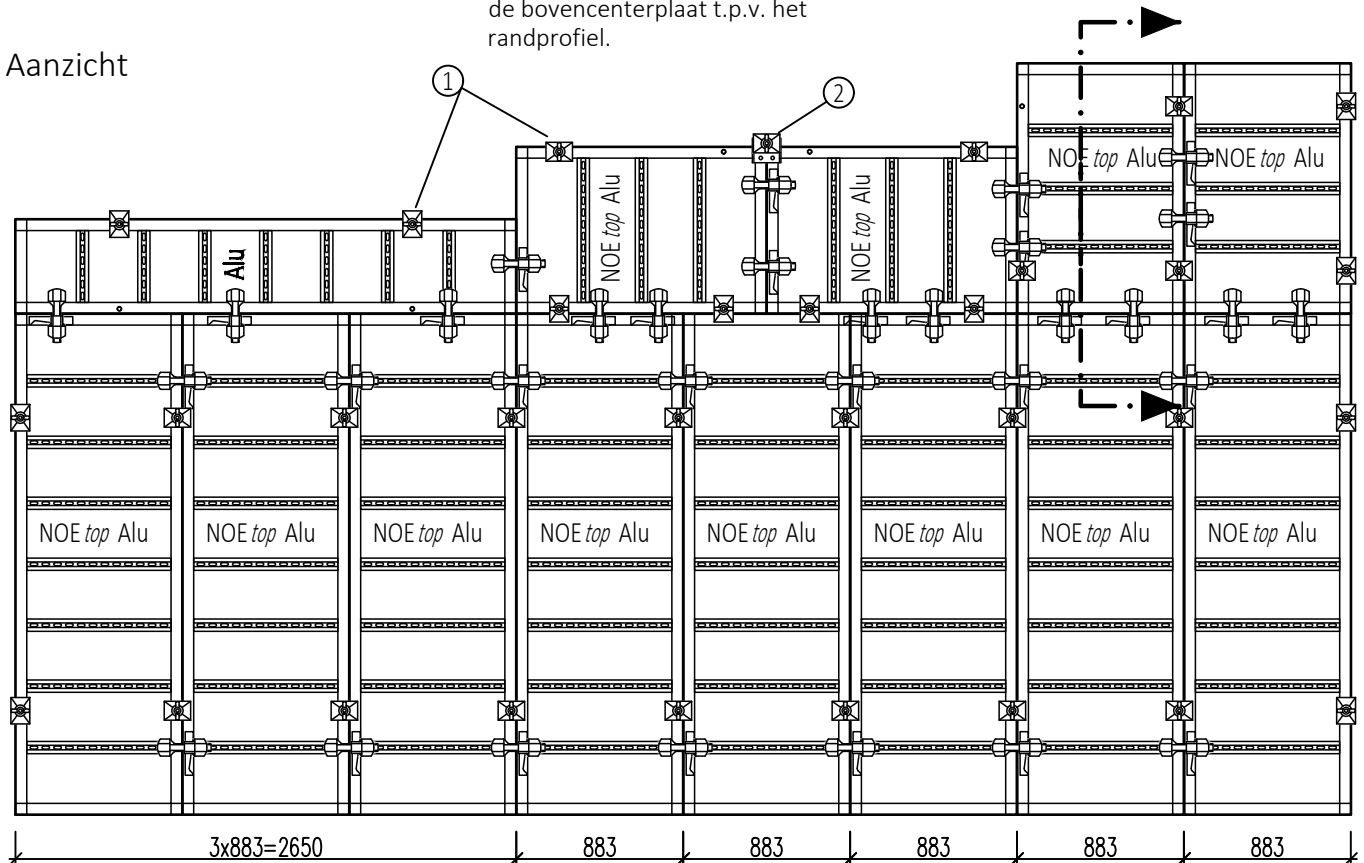 de bovencenterplaat t.p.v. het
randprofiel.
Aanzicht
1
2
NOE top Alu
NOE top Alu
NOE top Alu
NOE top Alu
Alu
NOE top Alu
NOE top Alu
NOE top Alu
NOE top Alu
NOE top Alu
NOE top Alu
NOE top Alu
NOE top Alu
3x883=2650
883
883
883
883
883